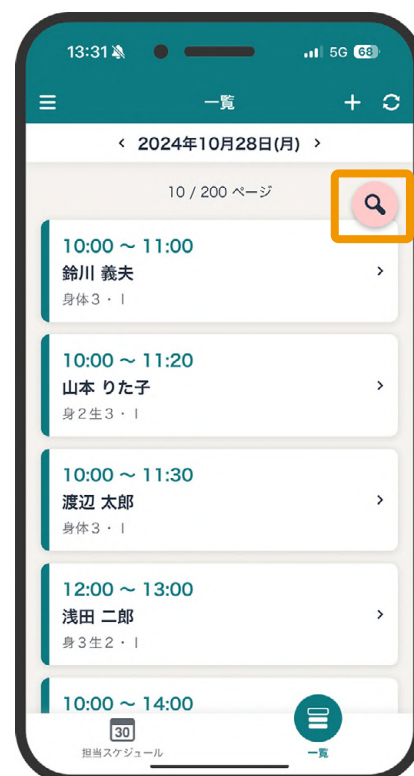 13:31 5G 68
一覧
2024年10月28日(月)
10 / 200 ページ
10:00 ～ 11:00
鈴川 義夫
身体3・I
10:00 ～ 11:20
山本 りた子
身2生3・I
10:00 ～ 11:30
渡辺 太郎
身体3・I
12:00 ～ 13:00
浅田 二郎
身3生2・I
10:00 ～ 14:00
30
担当スケジュール 一覧